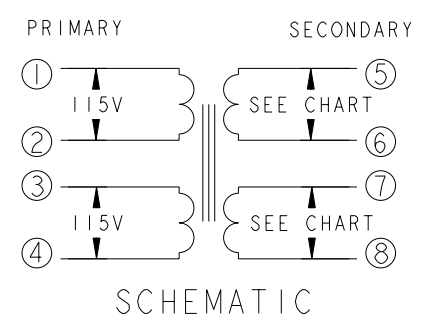 PRIMARY SECONDARY
1 5
115V SEE CHART
2 6
3 7
115V SEE CHART
4 8
SCHEMATIC